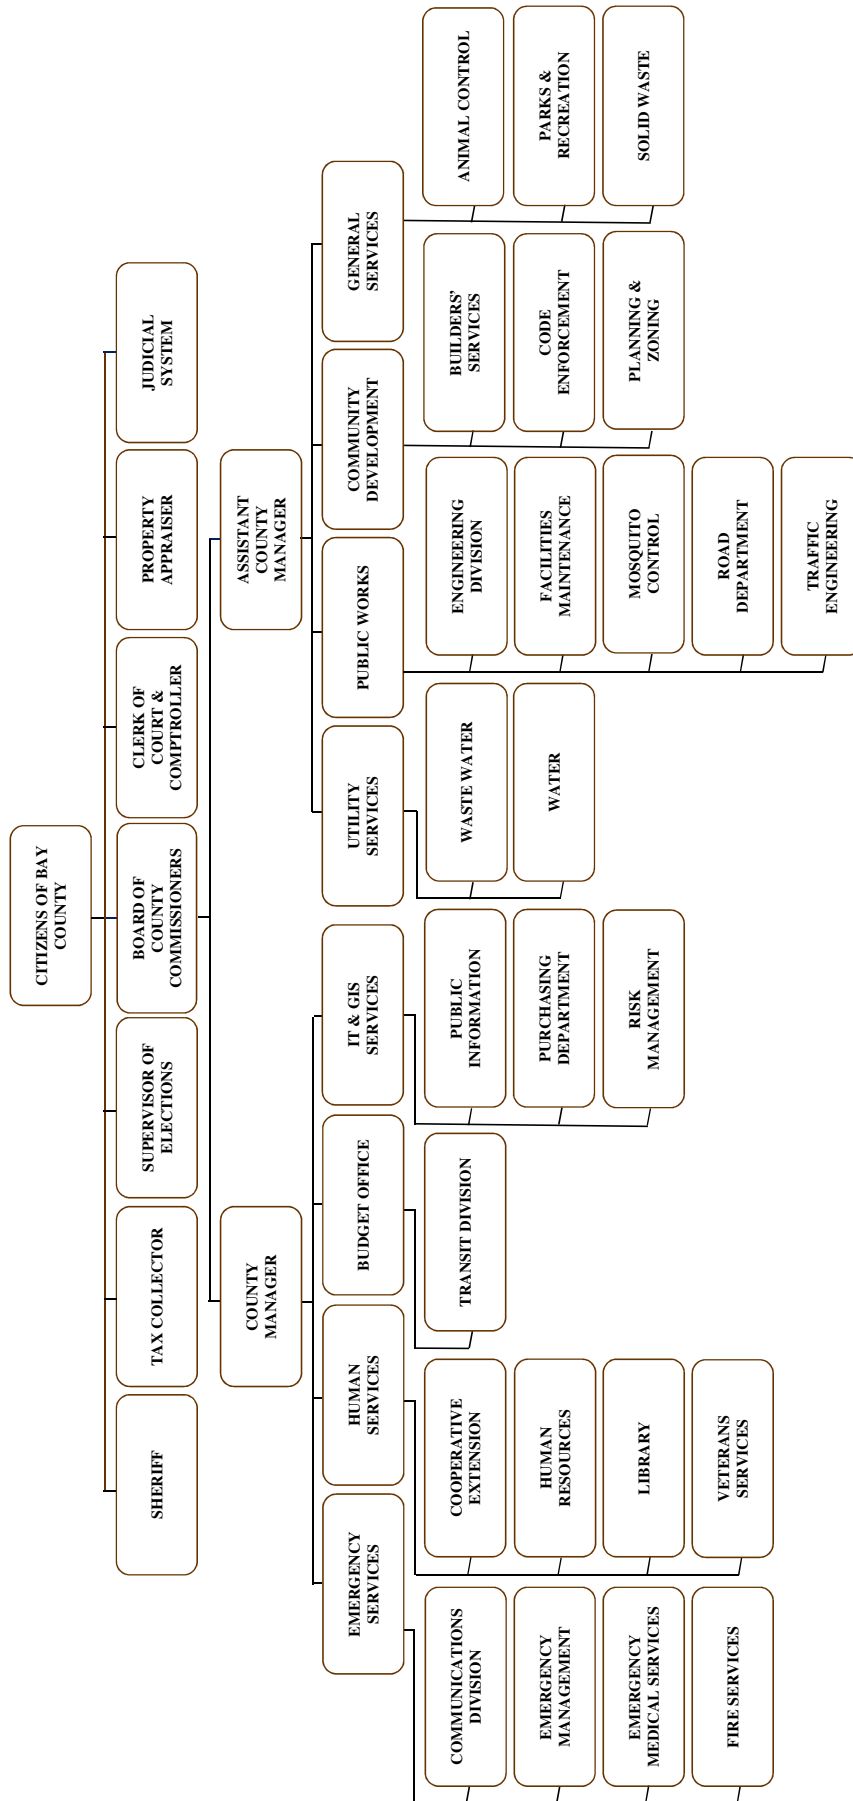 CITIZENS OF BAY
COUNTY
SHERIFF
TAX COLLECTOR
SUPERVISOR OF
ELECTIONS
BOARD OF
COUNTY
COMMISSIONERS
CLERK OF
COURT &
COMPTROLLER
PROPERTY
APPRAISER
JUDICIAL
SYSTEM
COUNTY
MANAGER
ASSISTANT
COUNTY
MANAGER
EMERGENCY
SERVICES
HUMAN
SERVICES
BUDGET OFFICE
IT & GIS
SERVICES
UTILITY
SERVICES
PUBLIC WORKS
COMMUNITY
DEVELOPMENT
GENERAL
SERVICES
COMMUNICATIONS
DIVISION
EMERGENCY
MANAGEMENT
EMERGENCY
MEDICAL SERVICES
FIRE SERVICES
COOPERATIVE
EXTENSION
HUMAN
RESOURCES
LIBRARY
VETERANS
SERVICES
TRANSIT DIVISION
PUBLIC
INFORMATION
PURCHASING
DEPARTMENT
RISK
MANAGEMENT
WASTE WATER
WATER
ENGINEERING
DIVISION
FACILITIES
MAINTENANCE
MOSQUITO
CONTROL
ROAD
DEPARTMENT
TRAFFIC
ENGINEERING
BUILDERS'
SERVICES
CODE
ENFORCEMENT
PLANNING &
ZONING
ANIMAL CONTROL
PARKS &
RECREATION
SOLID WASTE